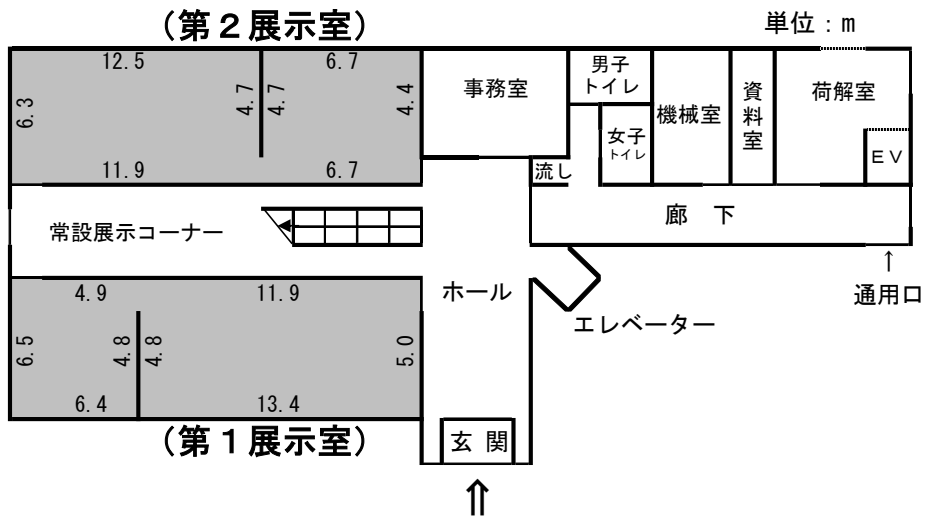 （第２展示室）
単位：ｍ
12.5
6.7
6.3
4.7
4.7
4.4
11.9
6.7
事務室
男子
トイレ
女子
トイレ
流し
機械室
資料室
荷解室
ＥＶ
廊　下
常設展示コーナー
↑
通用口
4.9
11.9
ホール
エレベーター
6.5
4.8
4.8
5.0
6.4
13.4
（第１展示室）
玄 関
⇑